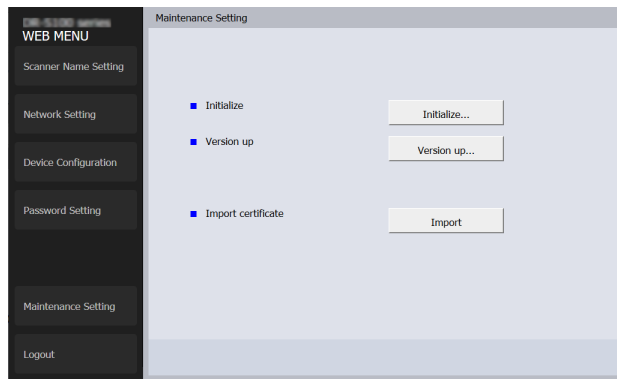 WEB MENU
Scanner Name Setting
Network Setting
Device Configuration
Password Setting
Maintenance Setting
Logout
Maintenance Setting
Initialize
Initialize...
Version up
Version up...
Import certificate
Import